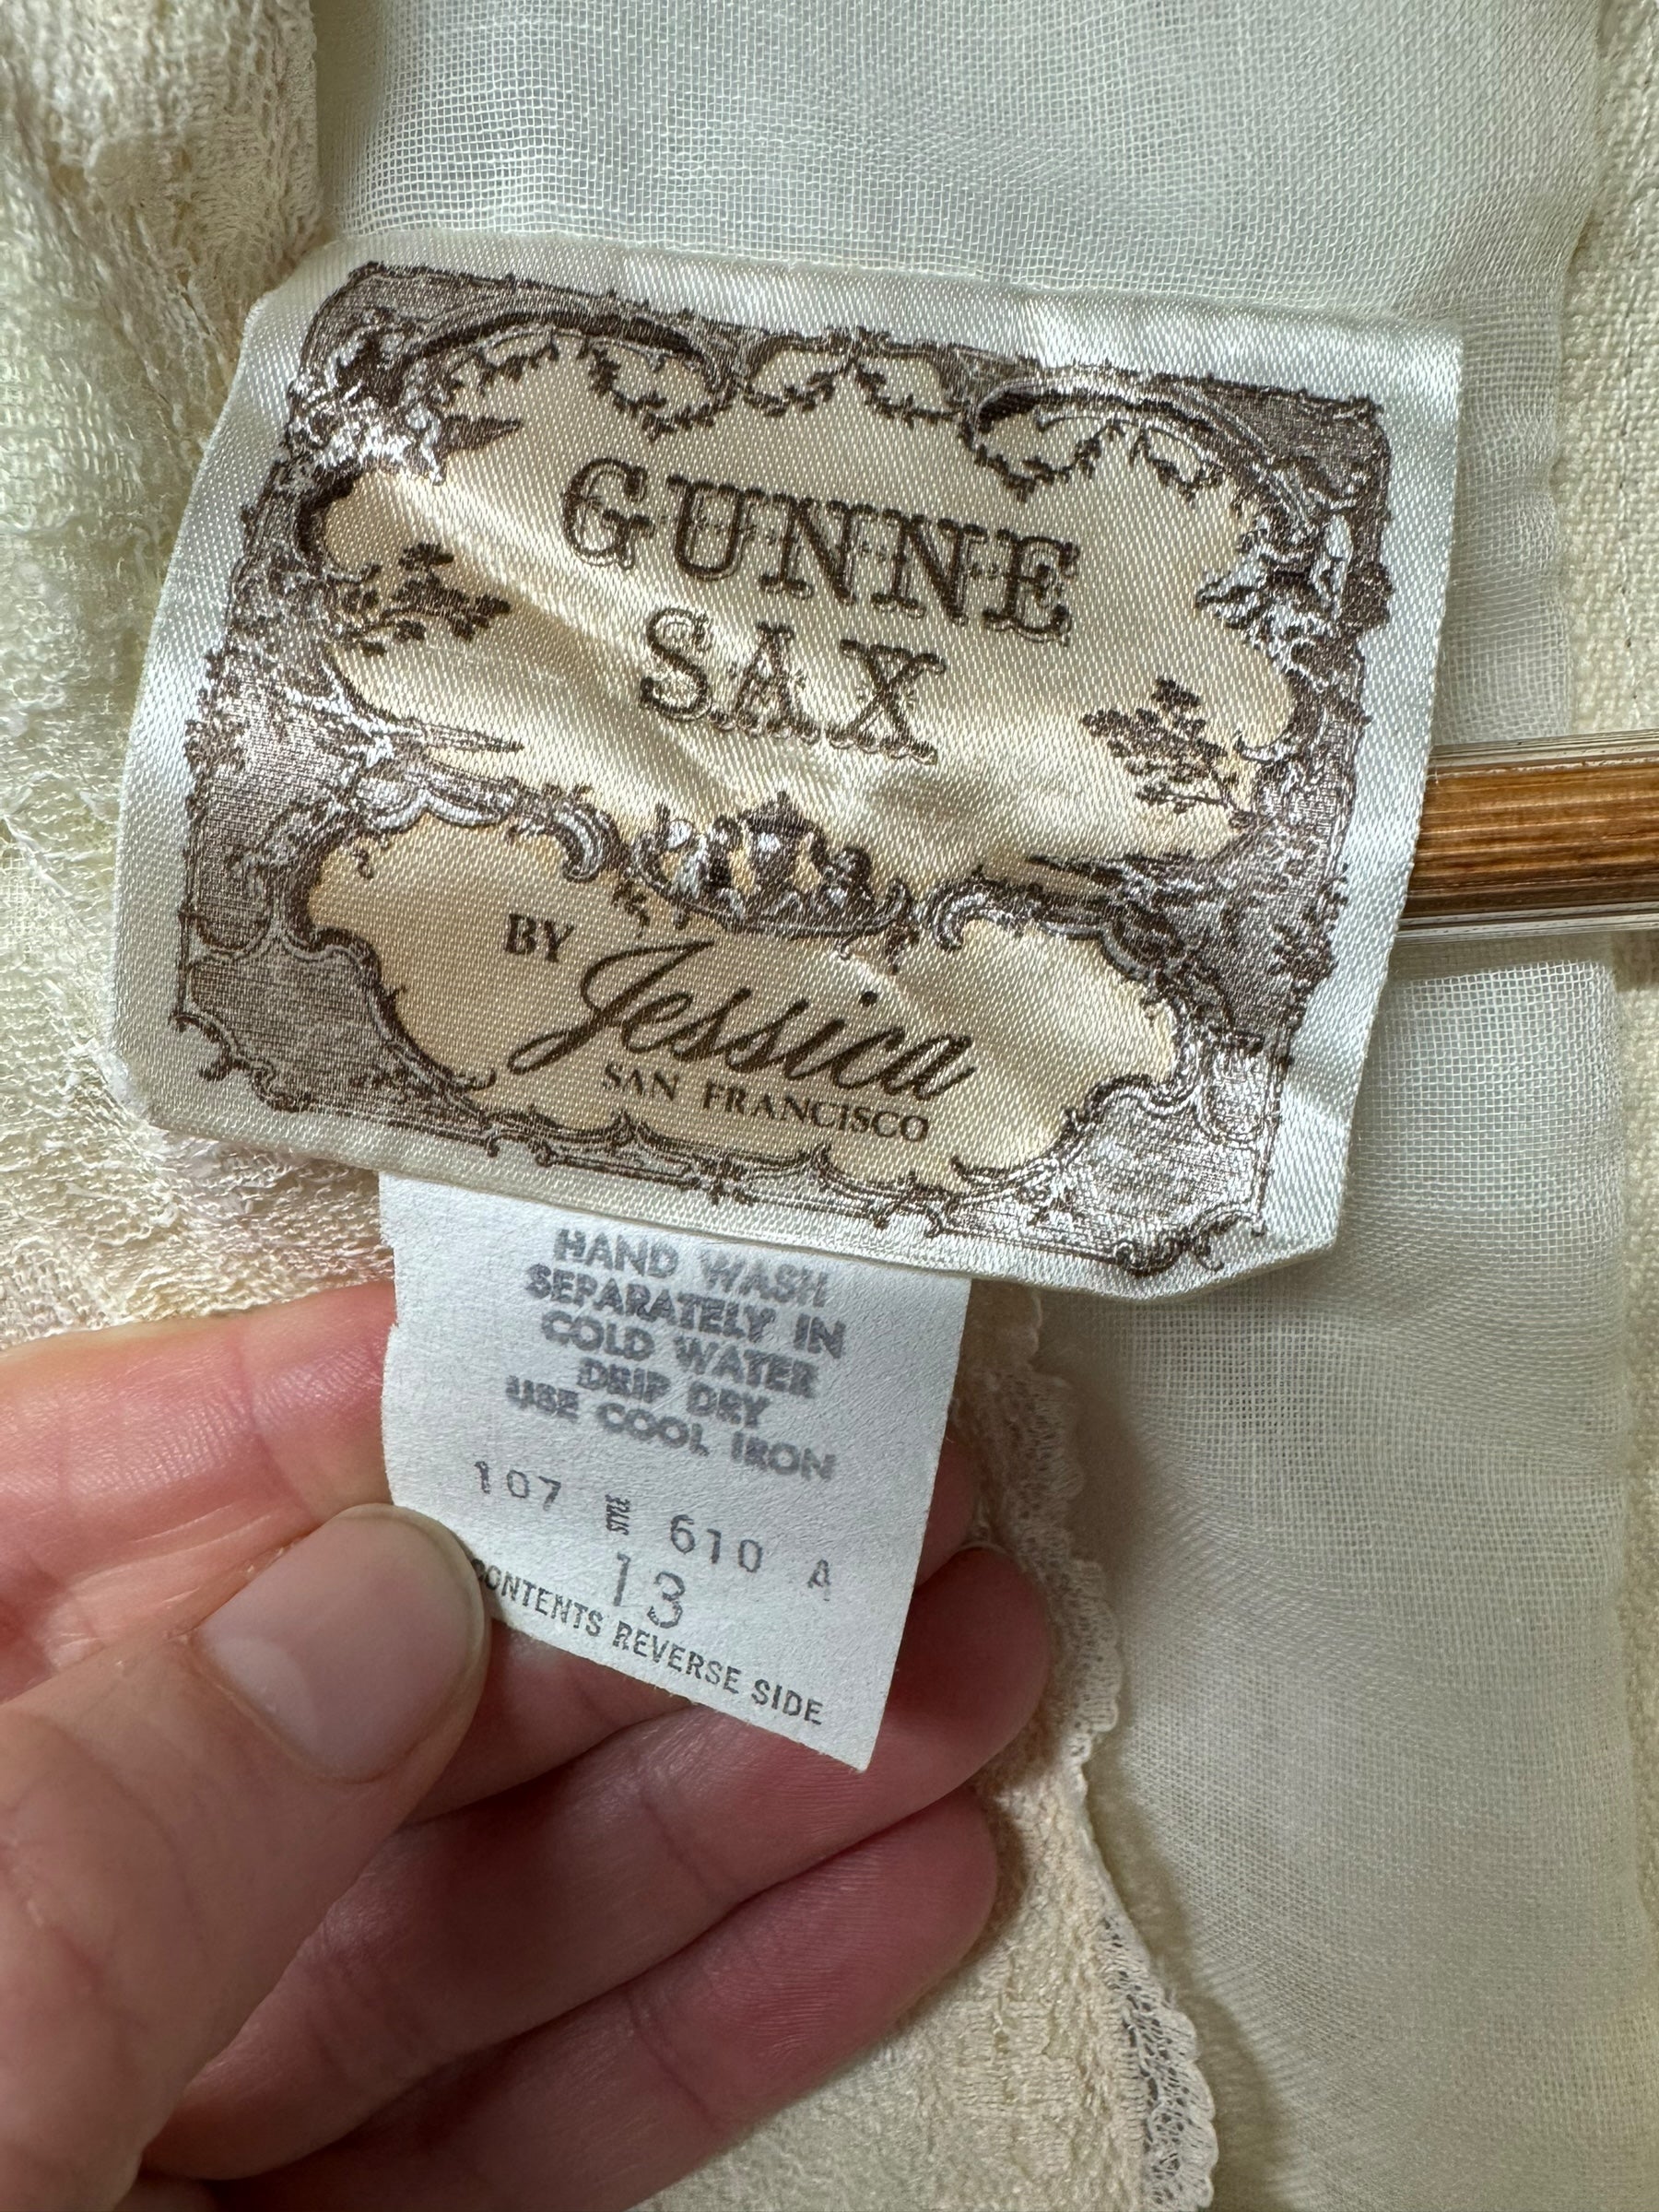 GUNNE
SAX
BY Jessica
SAN FRANCISCO
HAND WASH
SEPARATELY IN
COLD WATER
DRIP DRY
USE COOL IRON
107 STYLE 610 A
13
CONTENTS REVERSE SIDE